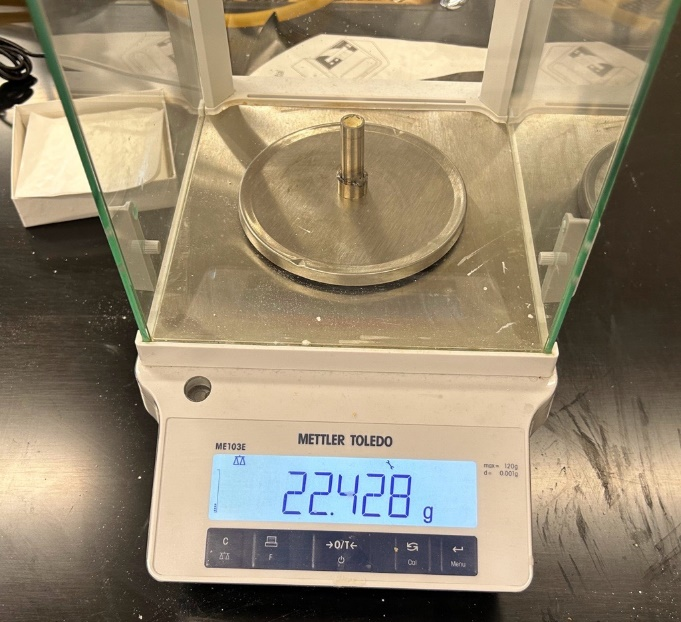 METTLER TOLEDO
ME103E
max= 120g
d= 0.001g
22.428 g
C
F
→0/T←
Cal
Menu